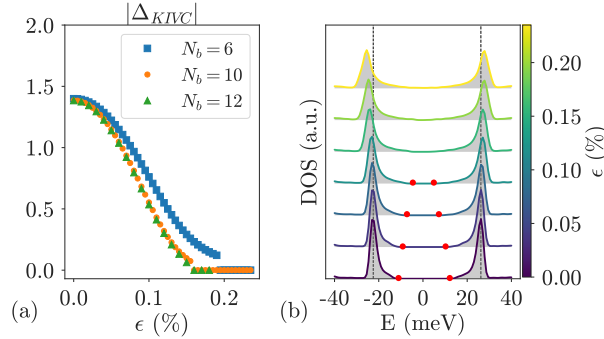 |Δ_KIVC|
2.0
1.5
1.0
0.5
0.0
N_b = 6
N_b = 10
N_b = 12
0.0 0.1 0.2
ϵ (%)
(a)
DOS (a.u.)
-40 -20 0 20 40
E (meV)
(b)
0.20
0.15
0.10
0.05
0.00
ϵ (%)